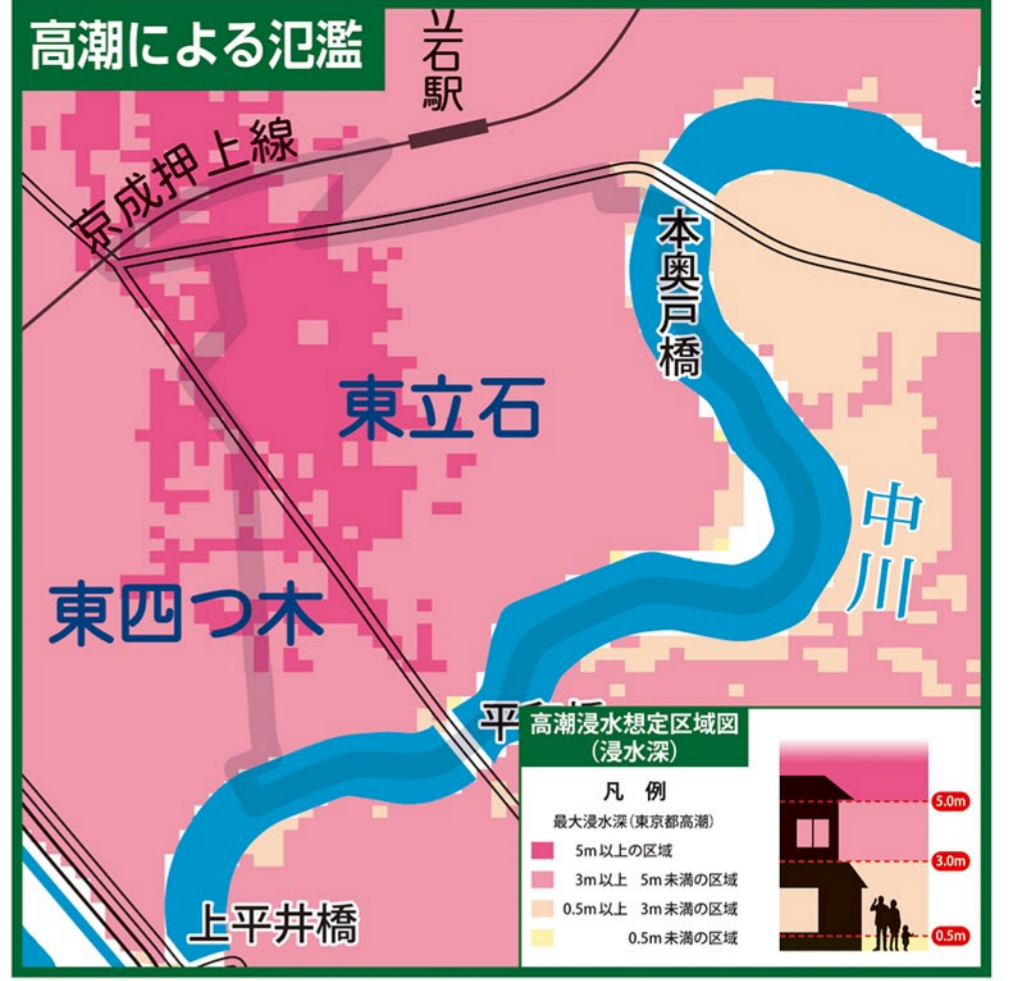 高潮による氾濫
立石駅
京成押上線
本奥戸橋
東立石
中川
東四つ木
平
上平井橋
高潮浸水想定区域図
(浸水深)
凡 例
最大浸水深(東京都高潮)
5m以上の区域
3m以上 5m未満の区域
0.5m以上 3m未満の区域
0.5m未満の区域
5.0m
3.0m
0.5m